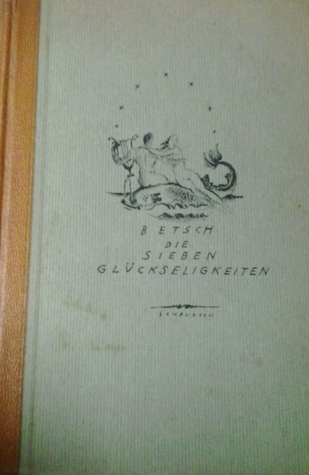 BETSCH
DIE
SIEBEN
GLÜCKSELIGKEITEN